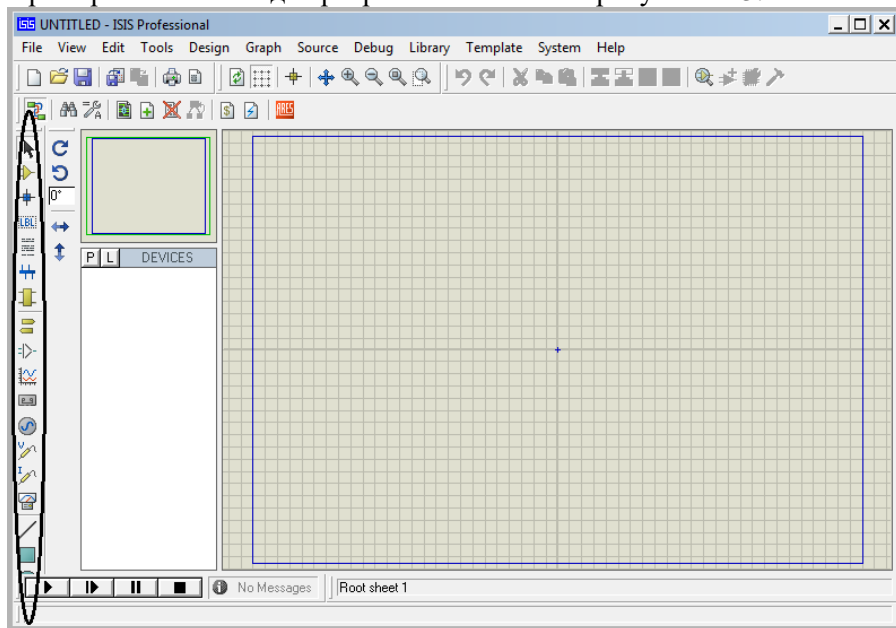 UNTITLED - ISIS Professional
File View Edit Tools Design Graph Source Debug Library Template System Help
ARES
0°
LBL
P L DEVICES
No Messages Root sheet 1